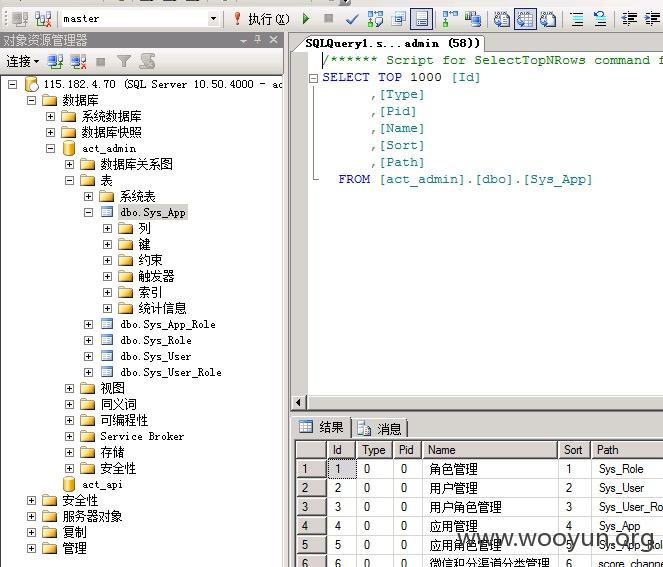 master
执行(X)
对象资源管理器
连接
115.182.4.70 (SQL Server 10.50.4000 - ac
数据库
系统数据库
数据库快照
act_admin
数据库关系图
表
系统表
dbo.Sys_App
列
键
约束
触发器
索引
统计信息
dbo.Sys_App_Role
dbo.Sys_Role
dbo.Sys_User
dbo.Sys_User_Role
视图
同义词
可编程性
Service Broker
存储
安全性
act_api
安全性
服务器对象
复制
管理
SQLQuery1.s...admin (58))
/****** Script for SelectTopNRows command f
SELECT TOP 1000 [Id]
,[Type]
,[Pid]
,[Name]
,[Sort]
,[Path]
FROM [act_admin].[dbo].[Sys_App]
结果 消息
Id Type Pid Name Sort Path
1 1 0 0 角色管理 1 Sys_Role
2 2 0 0 用户管理 2 Sys_User
3 3 0 0 用户角色管理 3 Sys_User_Ro
4 4 0 0 应用管理 4 Sys_App
5 5 0 0 应用角色管理 5 Sys_App_Rol
6 6 0 0 微信积分渠道分类管理 6 score_chann
www.wooyun.org